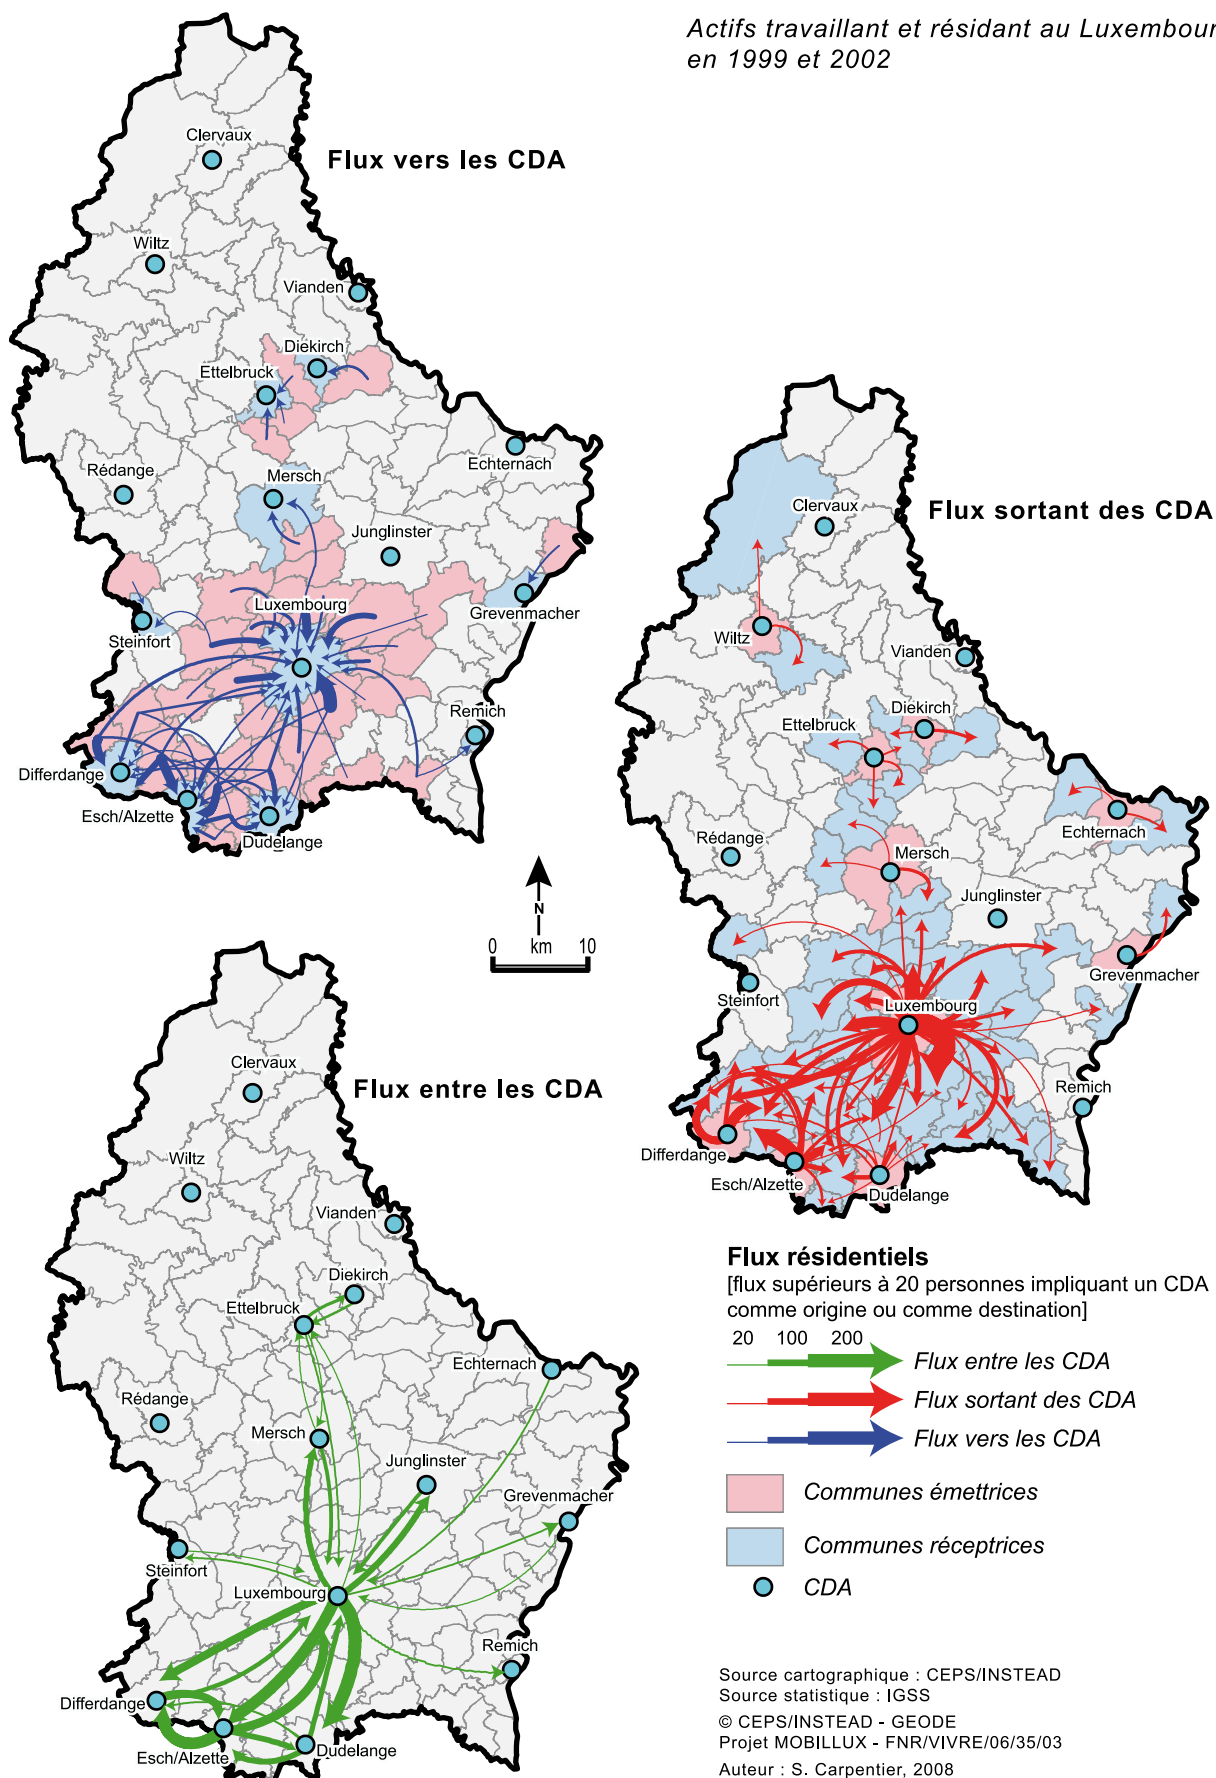 Actifs travaillant et résidant au Luxembour
en 1999 et 2002
Flux vers les CDA
Clervaux
Wiltz
Vianden
Diekirch
Ettelbruck
Echternach
Rédange
Mersch
Junglinster
Luxembourg
Grevenmacher
Steinfort
Remich
Differdange
Esch/Alzette
Dudelange
N
0 km 10
Flux sortant des CDA
Clervaux
Wiltz
Vianden
Diekirch
Ettelbruck
Echternach
Rédange
Mersch
Junglinster
Grevenmacher
Steinfort
Luxembourg
Remich
Differdange
Esch/Alzette
Dudelange
Flux entre les CDA
Clervaux
Wiltz
Vianden
Diekirch
Ettelbruck
Echternach
Rédange
Mersch
Junglinster
Grevenmacher
Steinfort
Luxembourg
Remich
Differdange
Esch/Alzette
Dudelange
Flux résidentiels
[flux supérieurs à 20 personnes impliquant un CDA
comme origine ou comme destination]
20 100 200
Flux entre les CDA
Flux sortant des CDA
Flux vers les CDA
Communes émettrices
Communes réceptrices
CDA
Source cartographique : CEPS/INSTEAD
Source statistique : IGSS
© CEPS/INSTEAD - GEODE
Projet MOBILLUX - FNR/VIVRE/06/35/03
Auteur : S. Carpentier, 2008